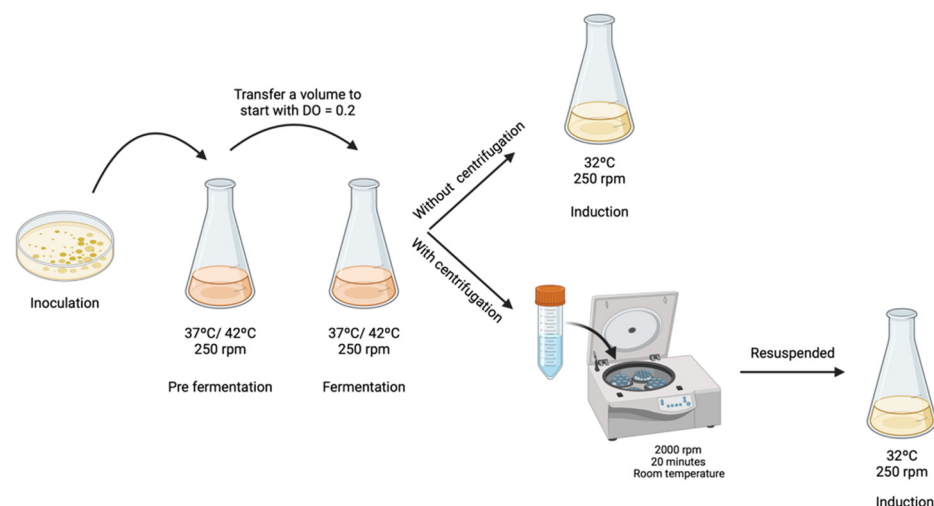 Transfer a volume to
start with DO = 0.2
Inoculation
37ºC/ 42ºC
250 rpm
Pre fermentation
37ºC/ 42ºC
250 rpm
Fermentation
Without centrifugation
32ºC
250 rpm
Induction
With centrifugation
2000 rpm
20 minutes
Room temperature
Resuspended
32ºC
250 rpm
Induction